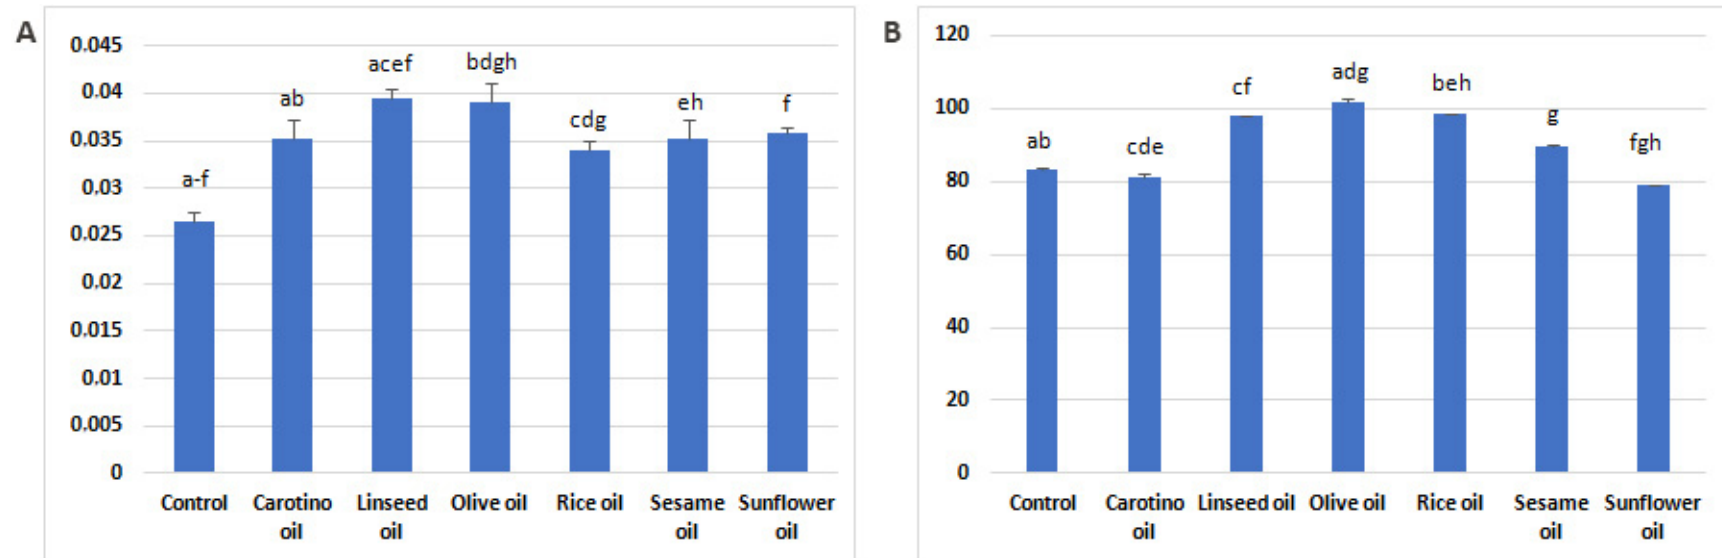 A
0.045
0.04
0.035
0.03
0.025
0.02
0.015
0.01
0.005
0
a-f
ab
acef
bdgh
cdg
eh
f
Control
Carotino oil
Linseed oil
Olive oil
Rice oil
Sesame oil
Sunflower oil
B
120
100
80
60
40
20
0
ab
cde
cf
adg
beh
g
fgh
Control
Carotino oil
Linseed oil
Olive oil
Rice oil
Sesame oil
Sunflower oil